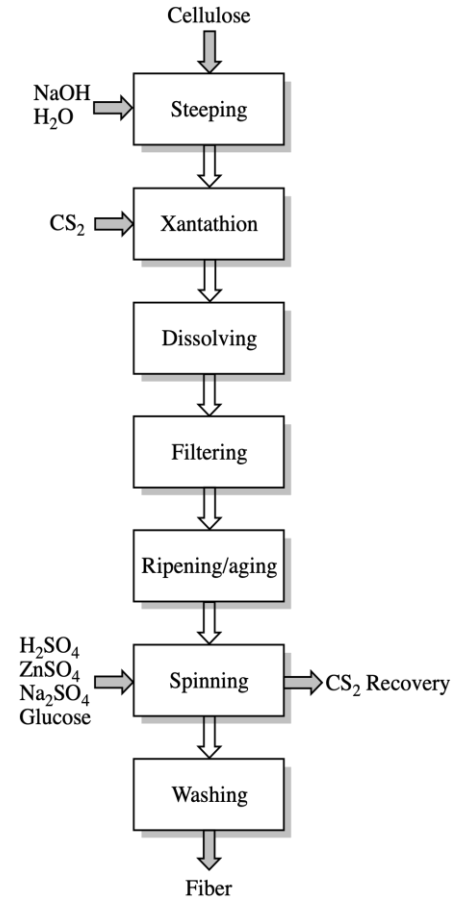 Cellulose
NaOH
H₂O
Steeping
CS₂
Xantathion
Dissolving
Filtering
Ripening/aging
H₂SO₄
ZnSO₄
Na₂SO₄
Glucose
Spinning
CS₂ Recovery
Washing
Fiber